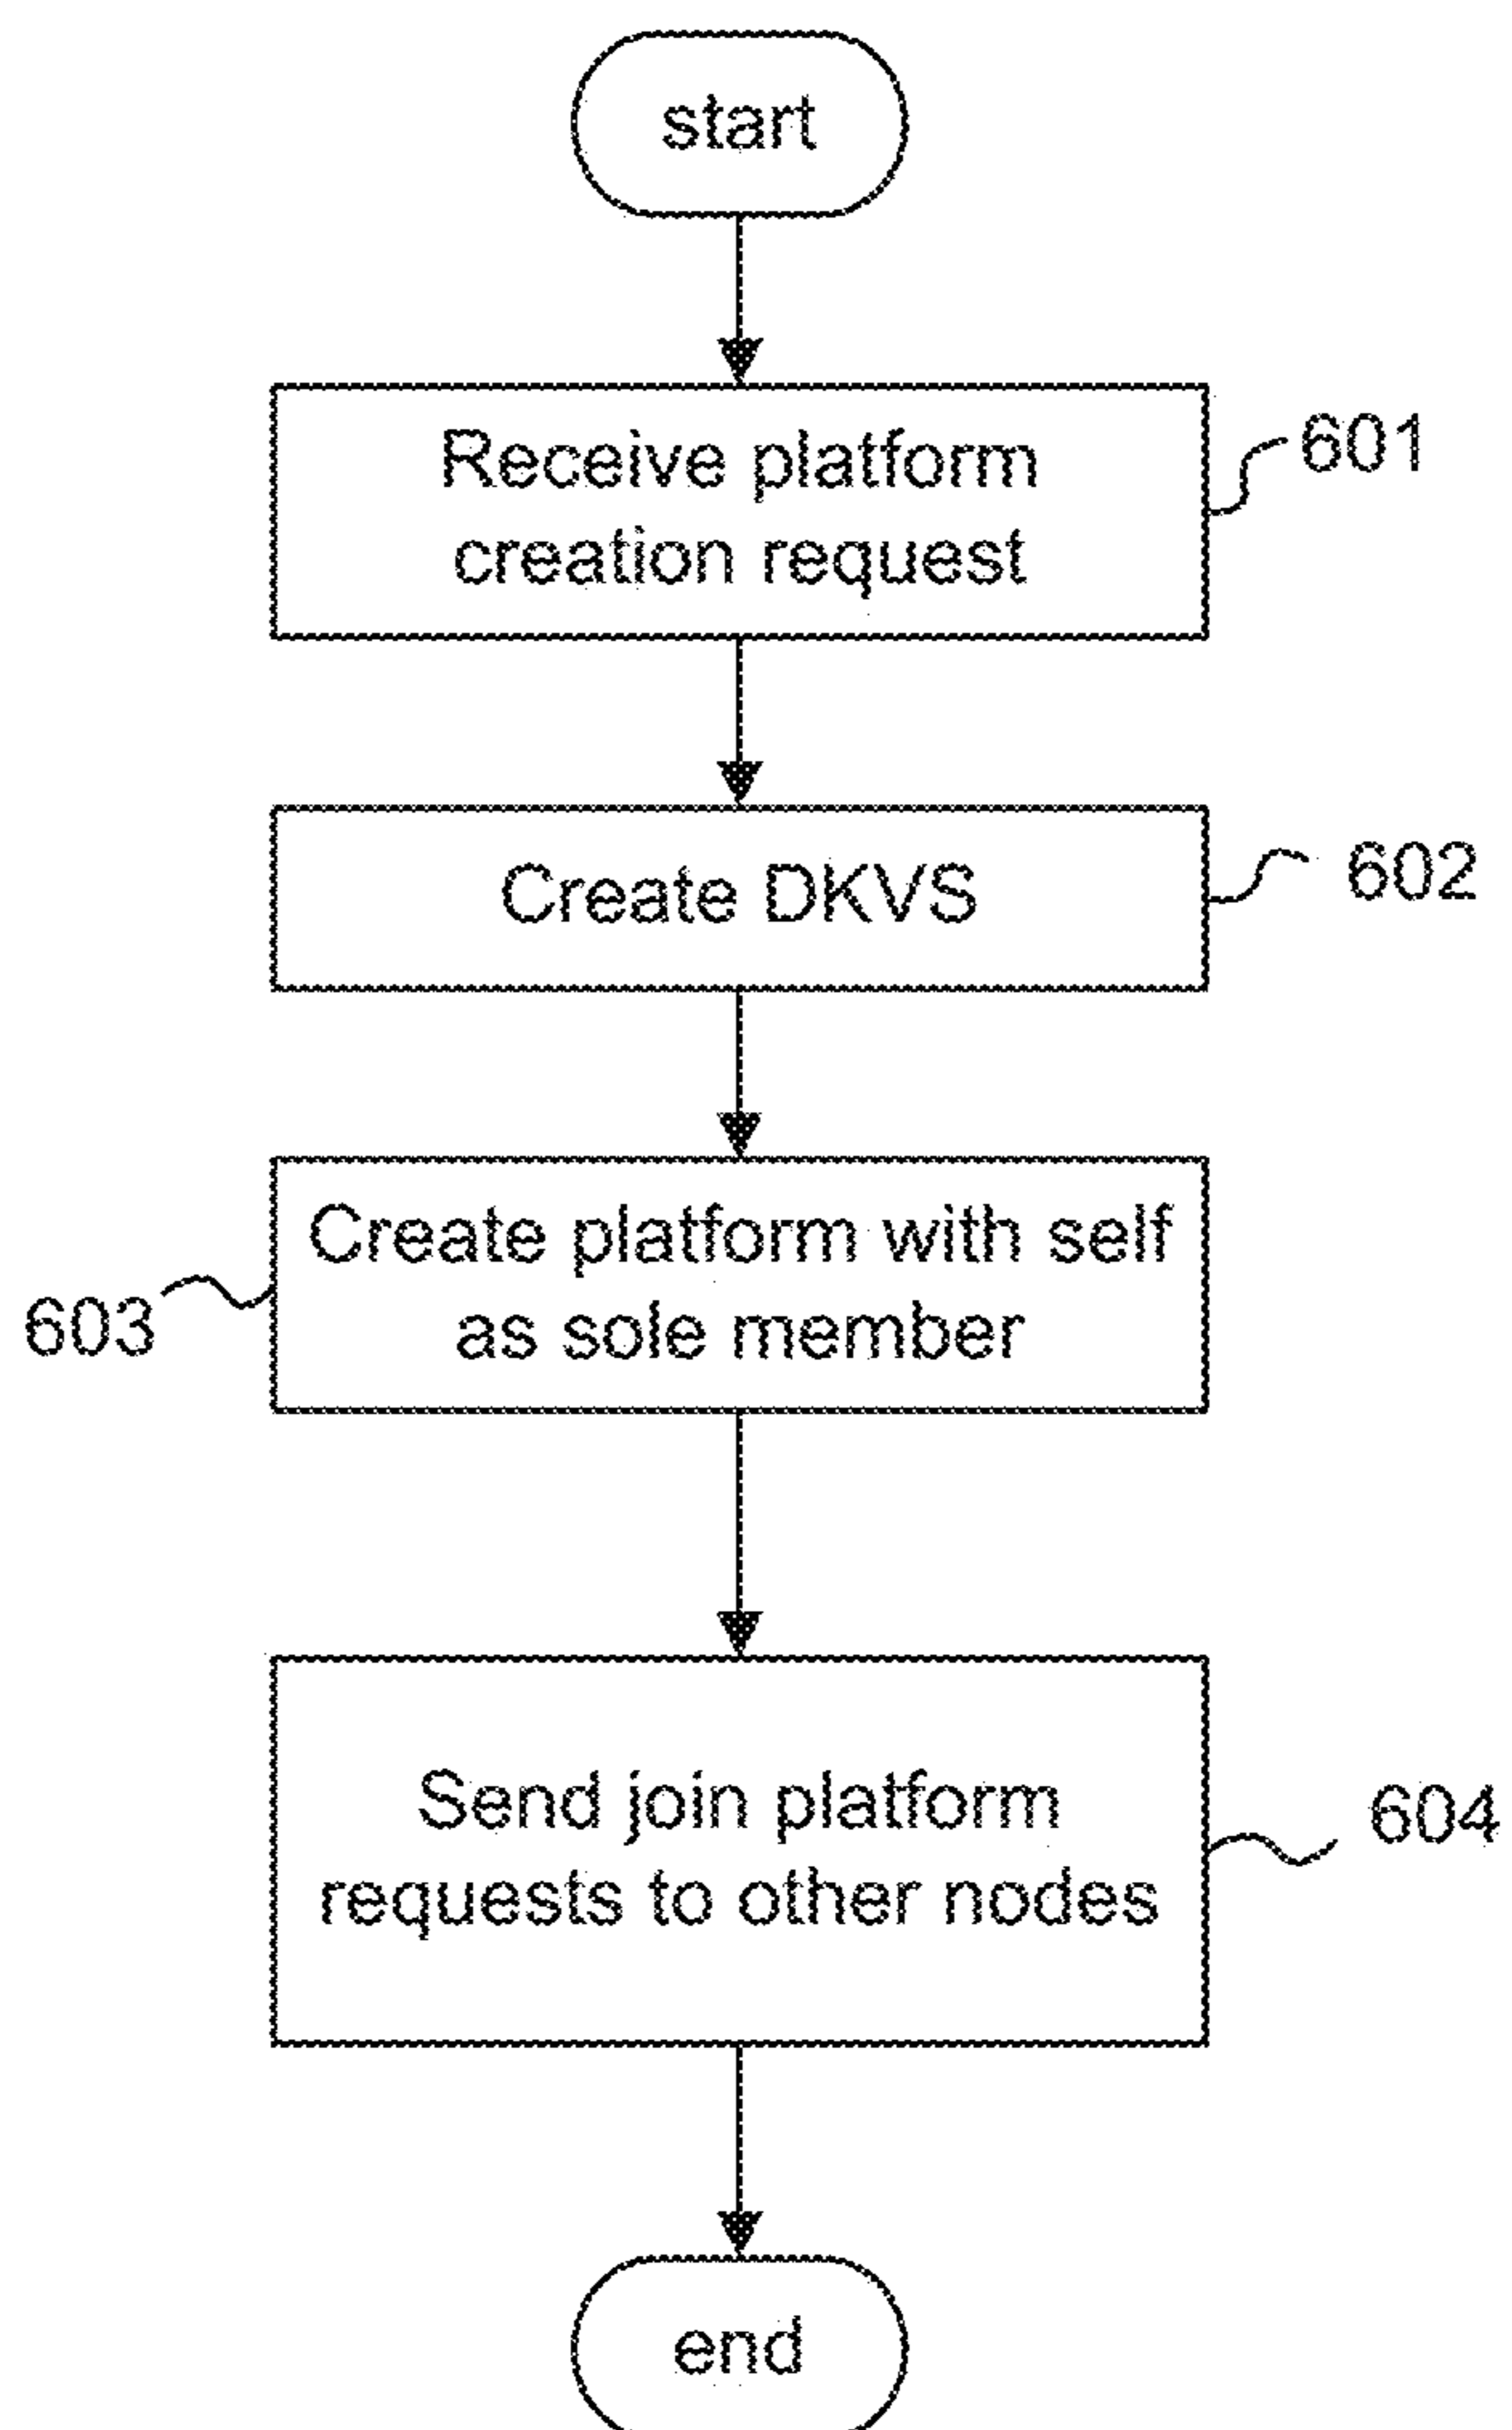 start
Receive platform
creation request
601
Create DKVS
602
Create platform with self
as sole member
603
Send join platform
requests to other nodes
604
end